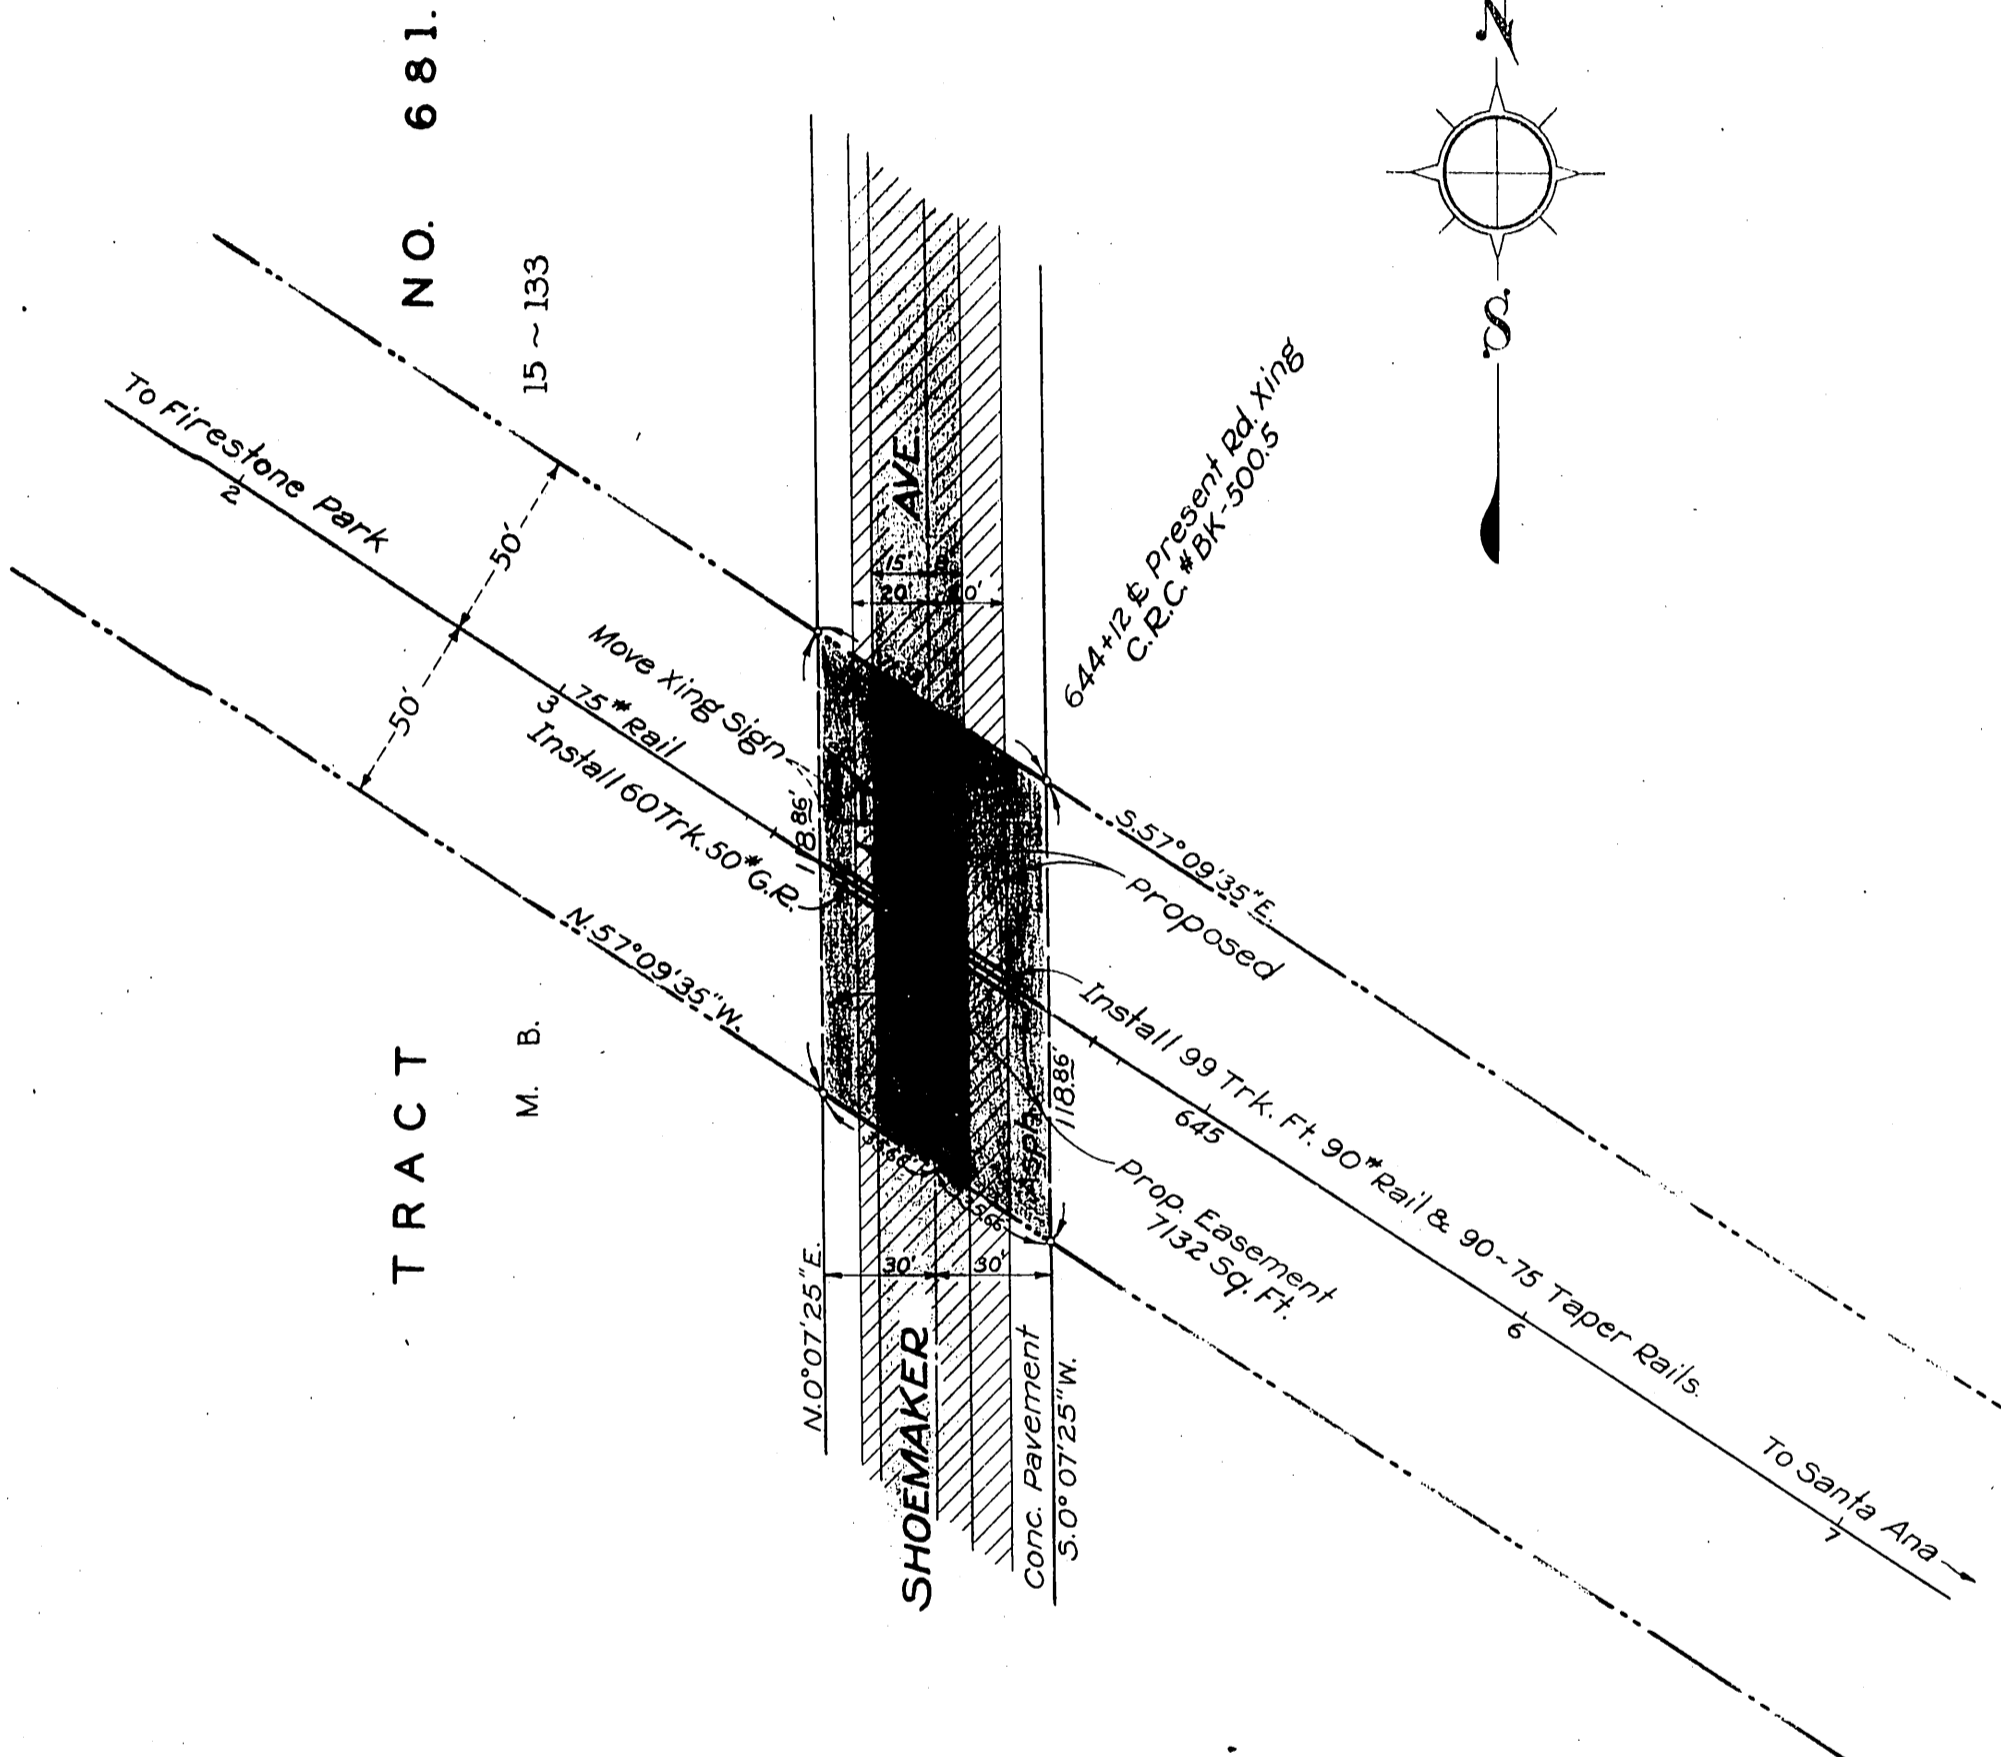 TRACT NO. 681.
M. B. 15~133
To Firestone Park
2
50'
50'
3
Move Xing Sign
75# Rail
Install 60 Trk. 50# G.R.
118.86'
N.57°09'35"W.
N.0°07'25"E.
SHOEMAKER AVE.
15'
20'
30'
30'
Conc. Pavement
S.0°07'25"W.
644+12 ℄ Present Rd. Xing
C.R.C. #BK-500.5
S.57°09'35"E.
Proposed
Install 99 Trk. Ft. 90# Rail & 90~75 Taper Rails.
118.86'
645
Prop. Easement
7132 Sq. Ft.
6
7
To Santa Ana
N
S.